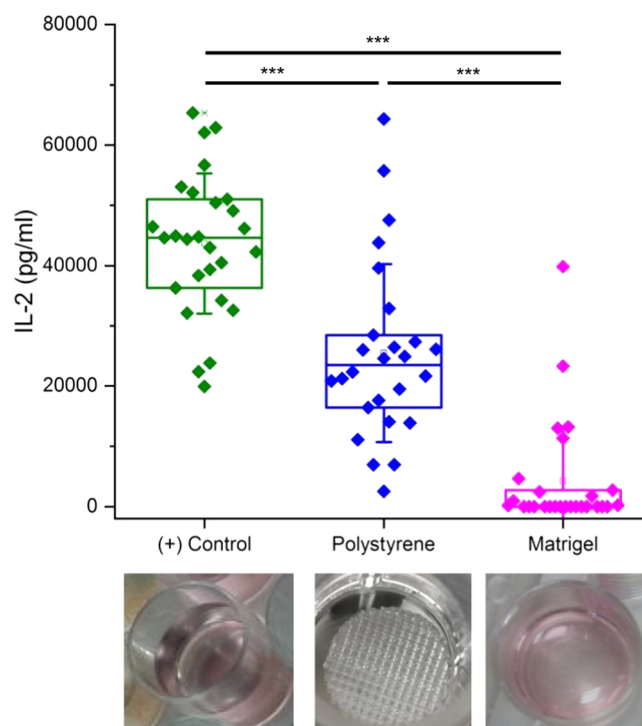 80000
***
***
***
60000
IL-2 (pg/ml)
40000
20000
0
(+) Control
Polystyrene
Matrigel